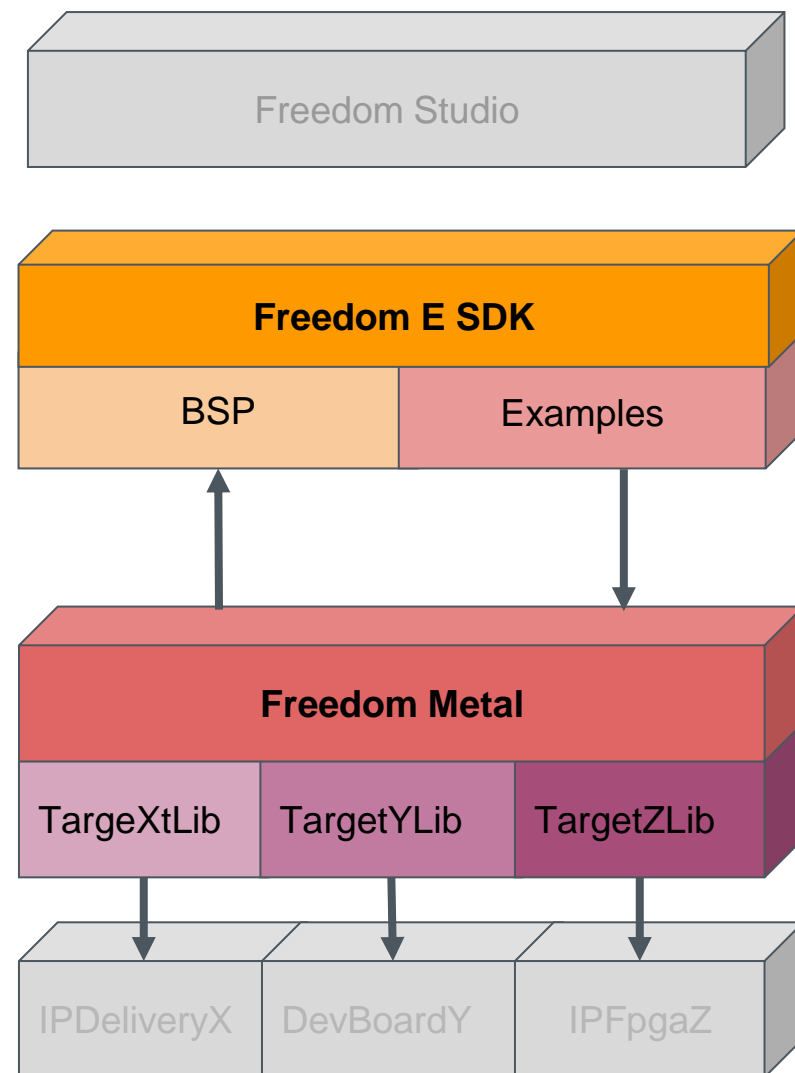 Freedom Studio
Freedom E SDK
BSP
Examples
Freedom Metal
TargeXtLib
TargetYLib
TargetZLib
IPDeliveryX
DevBoardY
IPFpgaZ